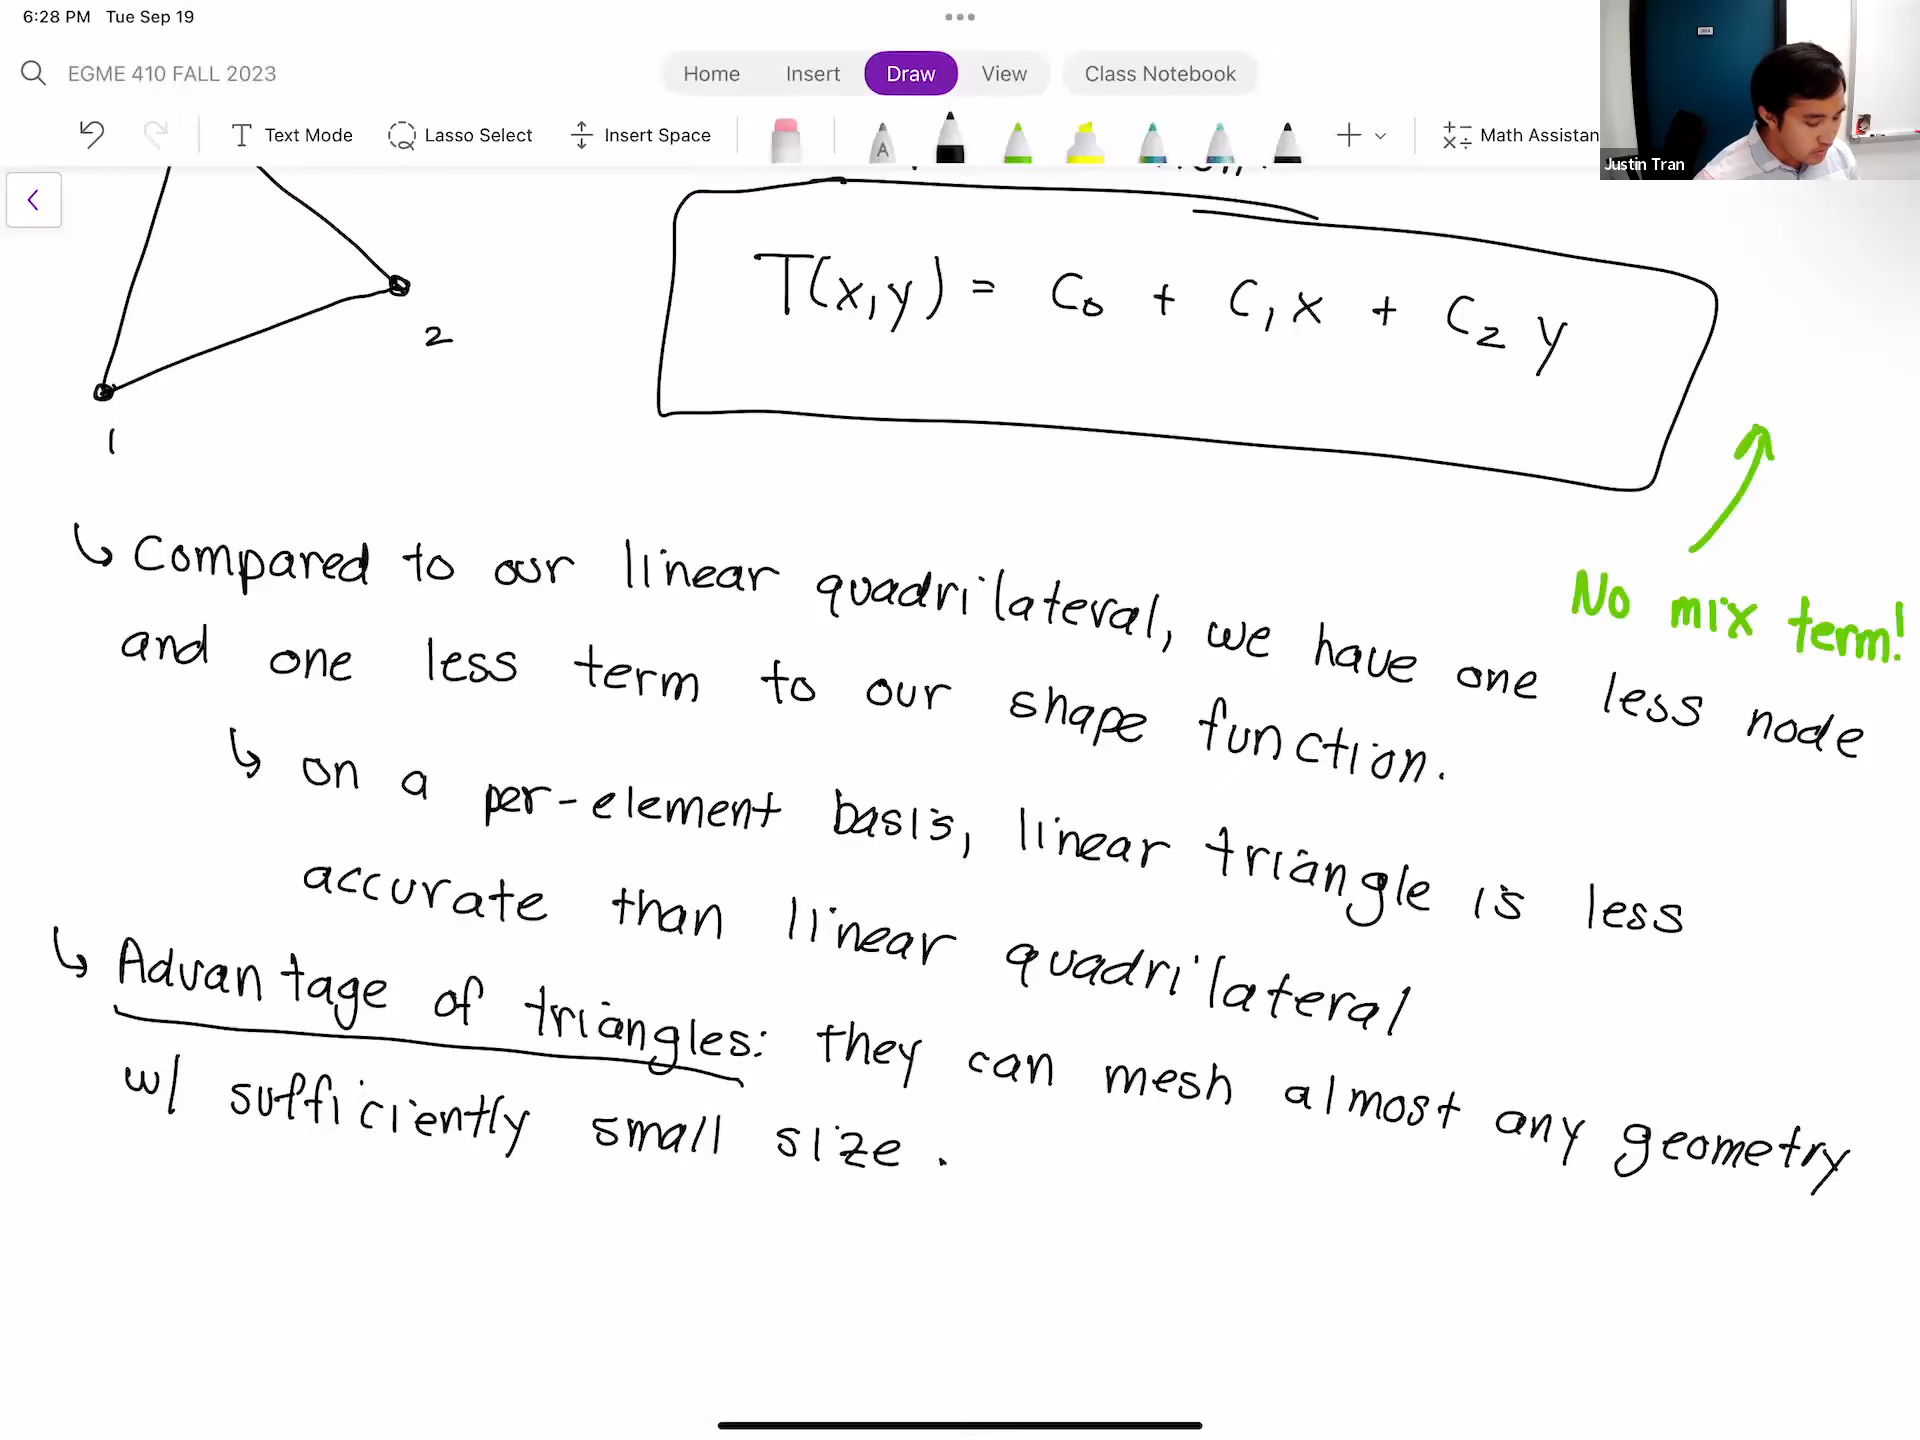 6:28 PM Tue Sep 19
EGME 410 FALL 2023
Home Insert Draw View Class Notebook
Text Mode Lasso Select Insert Space A Math Assistan
Justin Tran
T(x,y) = C₀ + C₁x + C₂y
2
1
No mix term!
Compared to our linear quadrilateral, we have one less node
and one less term to our shape function.
on a per-element basis, linear triangle is less
accurate than linear quadrilateral
Advantage of triangles: they can mesh almost any geometry
w/ sufficiently small size.